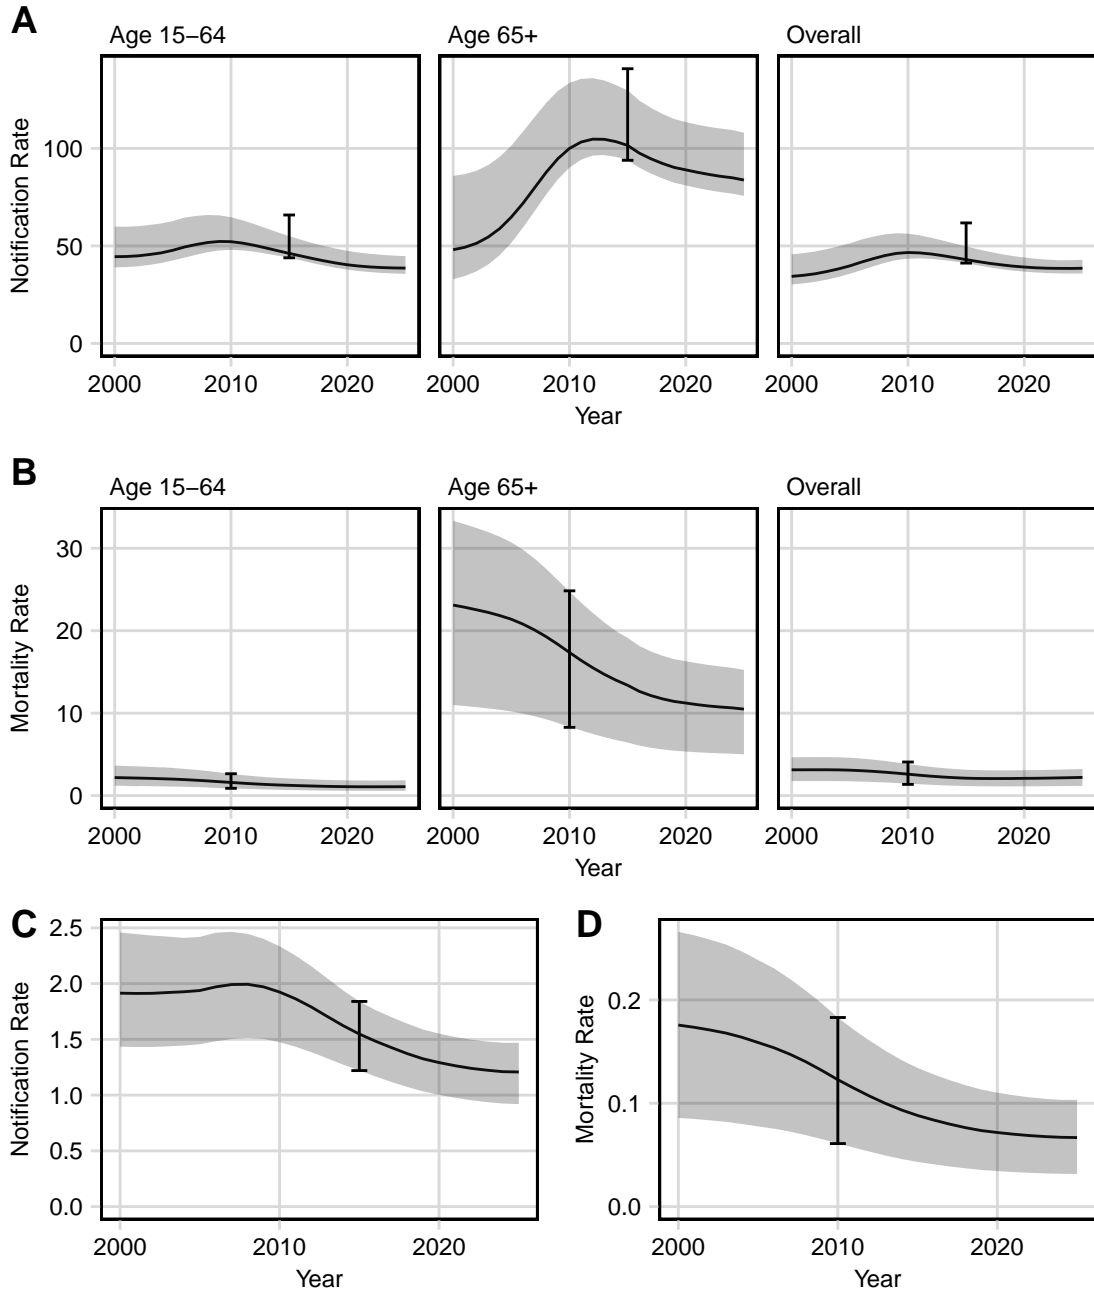 A
Age 15–64 Age 65+ Overall
Notification Rate
100
50
0
2000 2010 2020 2000 2010 2020 2000 2010 2020
Year
B
Age 15–64 Age 65+ Overall
Mortality Rate
30
20
10
0
2000 2010 2020 2000 2010 2020 2000 2010 2020
Year
C
Notification Rate
2.5
2.0
1.5
1.0
0.5
0.0
2000 2010 2020
Year
D
Mortality Rate
0.2
0.1
0.0
2000 2010 2020
Year